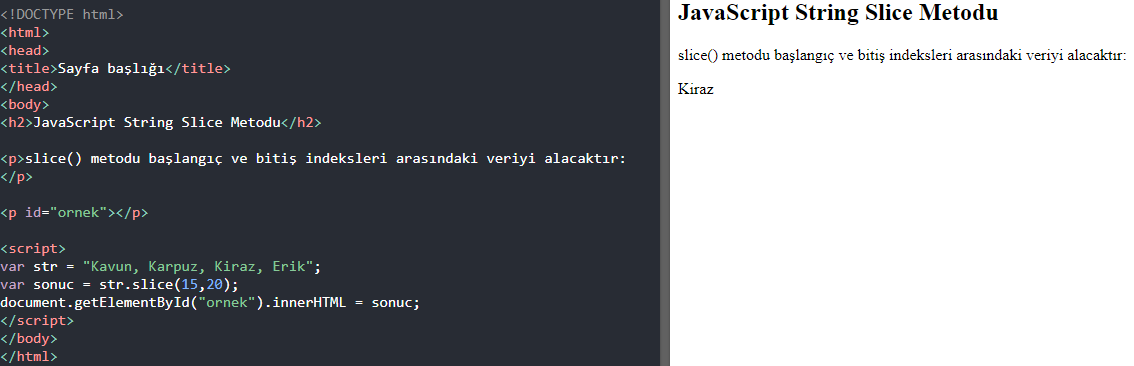 <!DOCTYPE html>
<html>
<head>
<title>Sayfa başlığı</title>
</head>
<body>
<h2>JavaScript String Slice Metodu</h2>
<p>slice() metodu başlangıç ve bitiş indeksleri arasındaki veriyi alacaktır:
</p>
<p id="ornek"></p>
<script>
var str = "Kavun, Karpuz, Kiraz, Erik";
var sonuc = str.slice(15,20);
document.getElementById("ornek").innerHTML = sonuc;
</script>
</body>
</html>
JavaScript String Slice Metodu
slice() metodu başlangıç ve bitiş indeksleri arasındaki veriyi alacaktır:
Kiraz